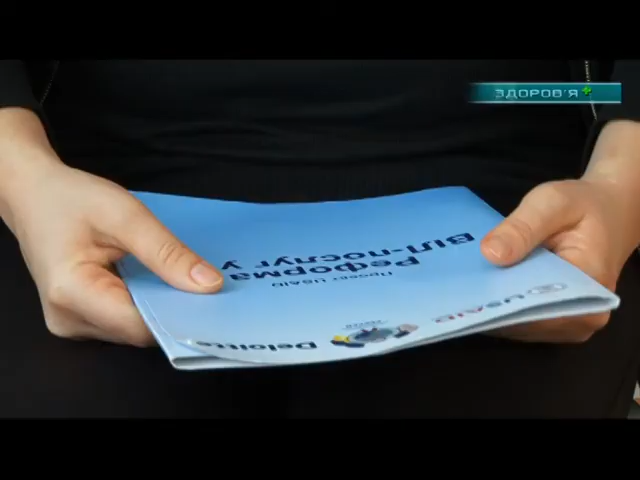 ЗДОРОВ'Я+
Проект USAID
Реформа
ВІЛ-послуг у
USAID
Deloitte